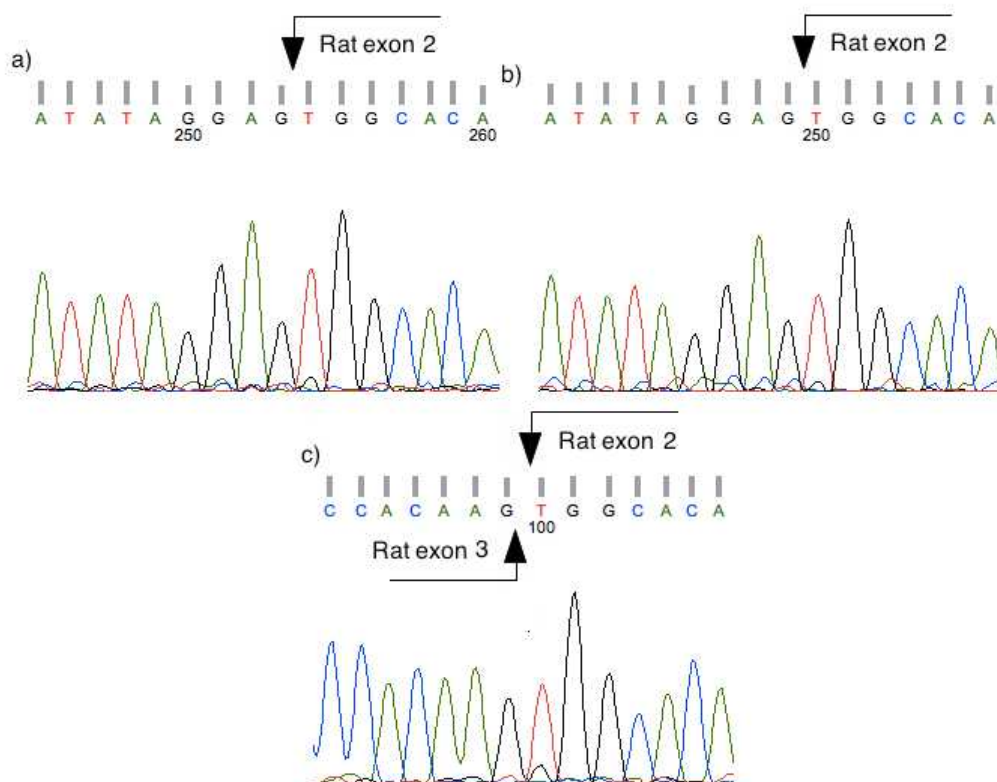 Rat exon 2
a)
A T A T A G G A G T G G C A C A
250 260
Rat exon 2
b)
A T A T A G G A G T G G C A C A
250
Rat exon 2
c)
C C A C A A G T G G C A C A
100
Rat exon 3